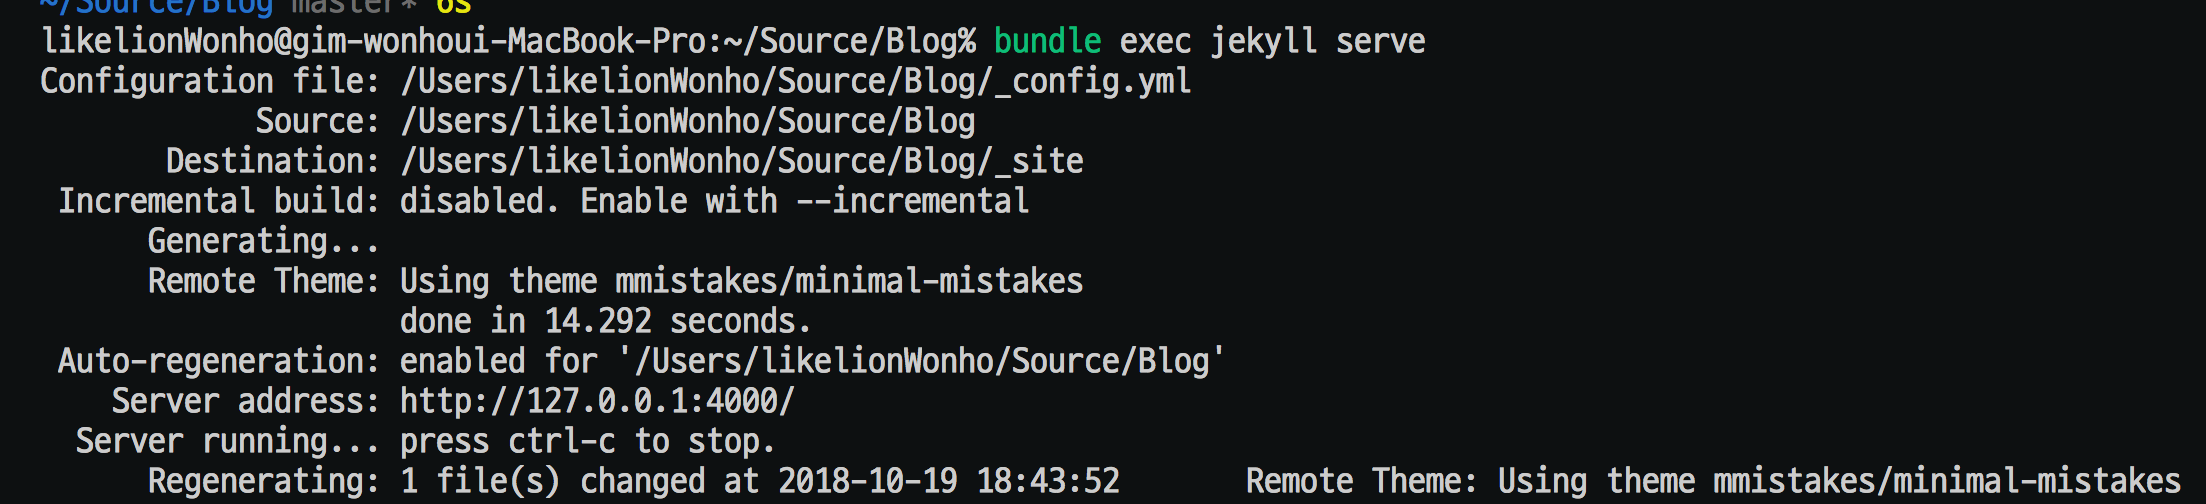 ~/Source/Blog master* 6s
likelionWonho@gim-wonhoui-MacBook-Pro:~/Source/Blog% bundle exec jekyll serve
Configuration file: /Users/likelionWonho/Source/Blog/_config.yml
Source: /Users/likelionWonho/Source/Blog
Destination: /Users/likelionWonho/Source/Blog/_site
Incremental build: disabled. Enable with --incremental
Generating...
Remote Theme: Using theme mmistakes/minimal-mistakes
done in 14.292 seconds.
Auto-regeneration: enabled for '/Users/likelionWonho/Source/Blog'
Server address: http://127.0.0.1:4000/
Server running... press ctrl-c to stop.
Regenerating: 1 file(s) changed at 2018-10-19 18:43:52 Remote Theme: Using theme mmistakes/minimal-mistakes